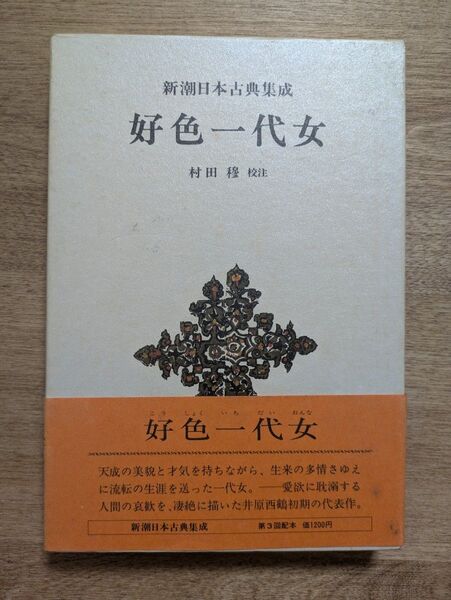 新潮日本古典集成
好色一代女
村田 穆 校注
こう しょく いち だい おんな
好色一代女
天成の美貌と才気を持ちながら、生来の多情さゆえ
に流転の生涯を送った一代女。――愛欲に耽溺する
人間の哀歓を、凄絶に描いた井原西鶴初期の代表作。
新潮日本古典集成 第3回配本 価1200円